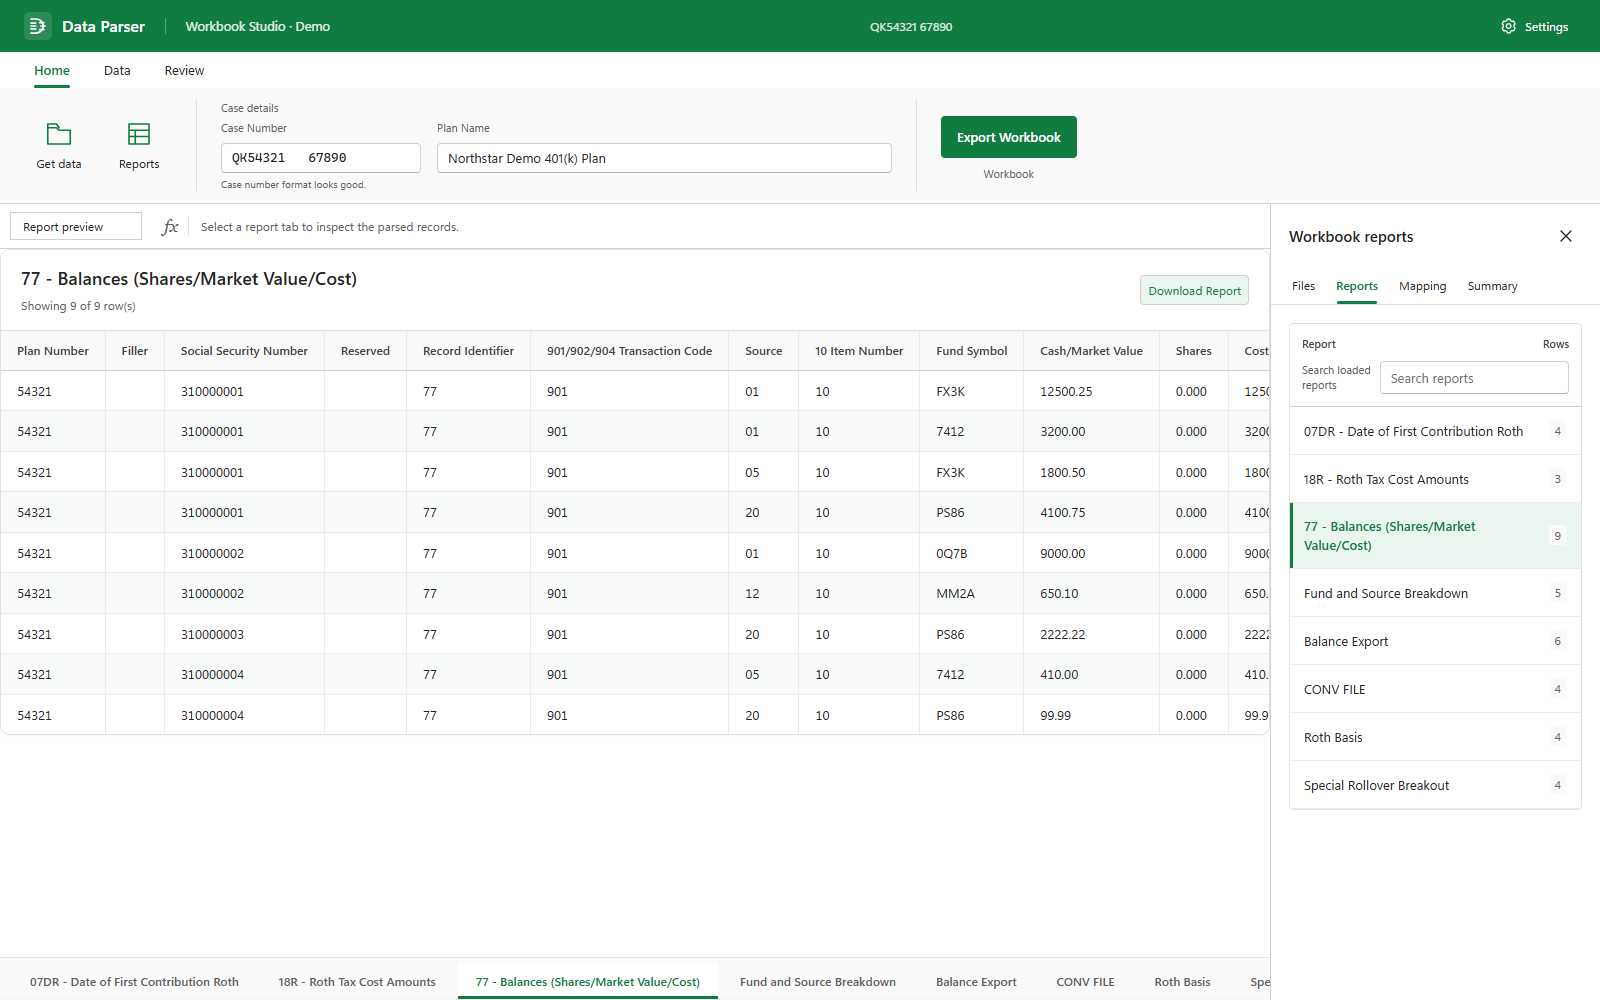 Data Parser
Workbook Studio · Demo
QK54321 67890
Settings
Home Data Review
Get data
Reports
Case details
Case Number
QK54321   67890
Case number format looks good.
Plan Name
Northstar Demo 401(k) Plan
Export Workbook
Workbook
Report preview
fx
Select a report tab to inspect the parsed records.
77 - Balances (Shares/Market Value/Cost)
Showing 9 of 9 row(s)
Download Report
Plan Number Filler Social Security Number Reserved Record Identifier 901/902/904 Transaction Code Source 10 Item Number Fund Symbol Cash/Market Value Shares Cost
54321 310000001 77 901 01 10 FX3K 12500.25 0.000 1250
54321 310000001 77 901 01 10 7412 3200.00 0.000 3200
54321 310000001 77 901 05 10 FX3K 1800.50 0.000 1800
54321 310000001 77 901 20 10 PS86 4100.75 0.000 4100
54321 310000002 77 901 01 10 0Q7B 9000.00 0.000 9000
54321 310000002 77 901 12 10 MM2A 650.10 0.000 650.
54321 310000003 77 901 20 10 PS86 2222.22 0.000 2222
54321 310000004 77 901 05 10 7412 410.00 0.000 410.
54321 310000004 77 901 20 10 PS86 99.99 0.000 99.9
Workbook reports
Files Reports Mapping Summary
Report Rows
Search loaded
reports
Search reports
07DR - Date of First Contribution Roth 4
18R - Roth Tax Cost Amounts 3
77 - Balances (Shares/Market
Value/Cost) 9
Fund and Source Breakdown 5
Balance Export 6
CONV FILE 4
Roth Basis 4
Special Rollover Breakout 4
07DR - Date of First Contribution Roth
18R - Roth Tax Cost Amounts
77 - Balances (Shares/Market Value/Cost)
Fund and Source Breakdown
Balance Export
CONV FILE
Roth Basis
Spe